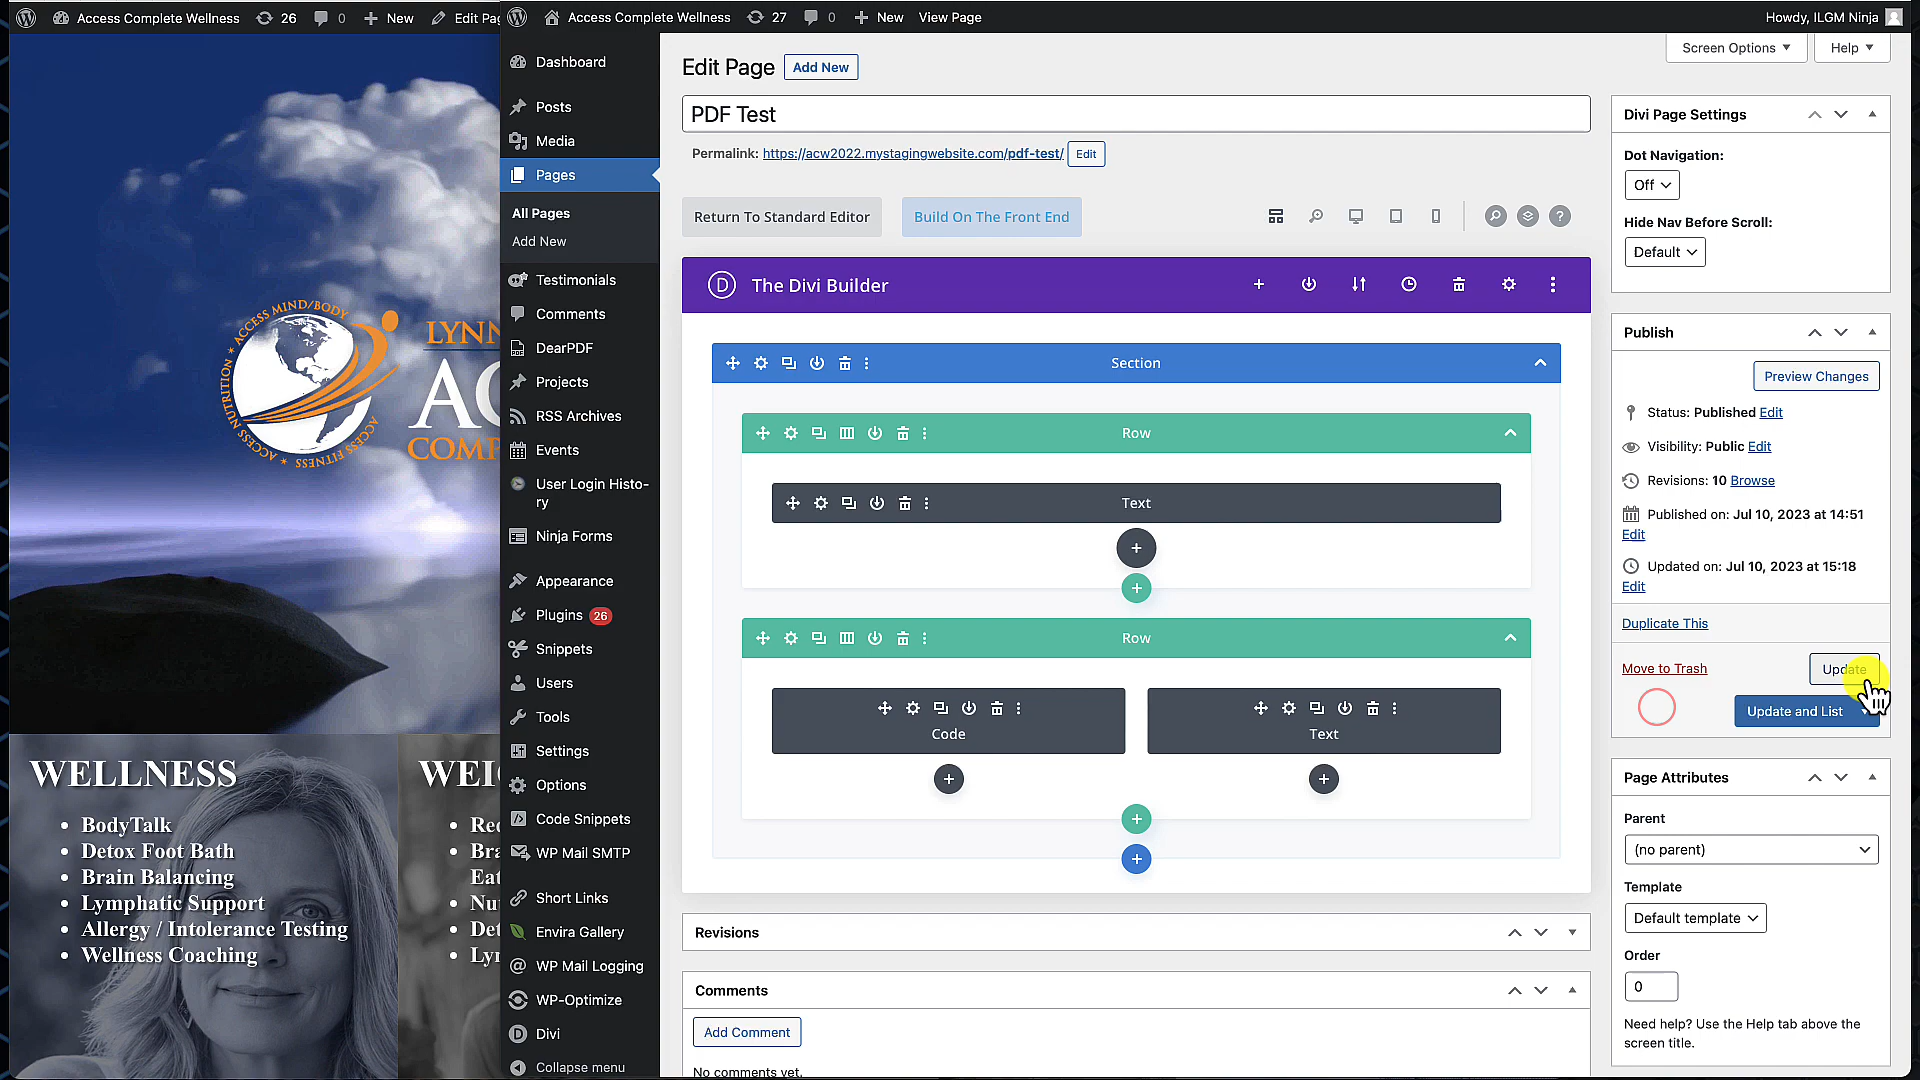 Access Complete Wellness 26 0 New Edit Pag
LYNN
ACCESS MIND/BODY
ACCESS NUTRITION
ACCESS FITNESS
AC
COMP
WELLNESS
BodyTalk
Detox Foot Bath
Brain Balancing
Lymphatic Support
Allergy / Intolerance Testing
Wellness Coaching
WEI
Re
Bra
Eat
Nu
Det
Lyn
Access Complete Wellness 27 0 New View Page Howdy, ILGM Ninja
Dashboard
Posts
Media
Pages
All Pages
Add New
Testimonials
Comments
DearPDF
Projects
RSS Archives
Events
User Login Histo-
ry
Ninja Forms
Appearance
Plugins 26
Snippets
Users
Tools
Settings
Options
Code Snippets
WP Mail SMTP
Short Links
Envira Gallery
WP Mail Logging
WP-Optimize
Divi
Collapse menu
Screen Options Help
Edit Page Add New
PDF Test
Permalink: https://acw2022.mystagingwebsite.com/pdf-test/ Edit
Return To Standard Editor Build On The Front End
The Divi Builder
Section
Row
Text
Row
Code
Text
Revisions
Comments
Add Comment
No comments yet.
Divi Page Settings
Dot Navigation:
Off
Hide Nav Before Scroll:
Default
Publish
Preview Changes
Status: Published Edit
Visibility: Public Edit
Revisions: 10 Browse
Published on: Jul 10, 2023 at 14:51
Edit
Updated on: Jul 10, 2023 at 15:18
Edit
Duplicate This
Move to Trash Update
Update and List
Page Attributes
Parent
(no parent)
Template
Default template
Order
0
Need help? Use the Help tab above the
screen title.